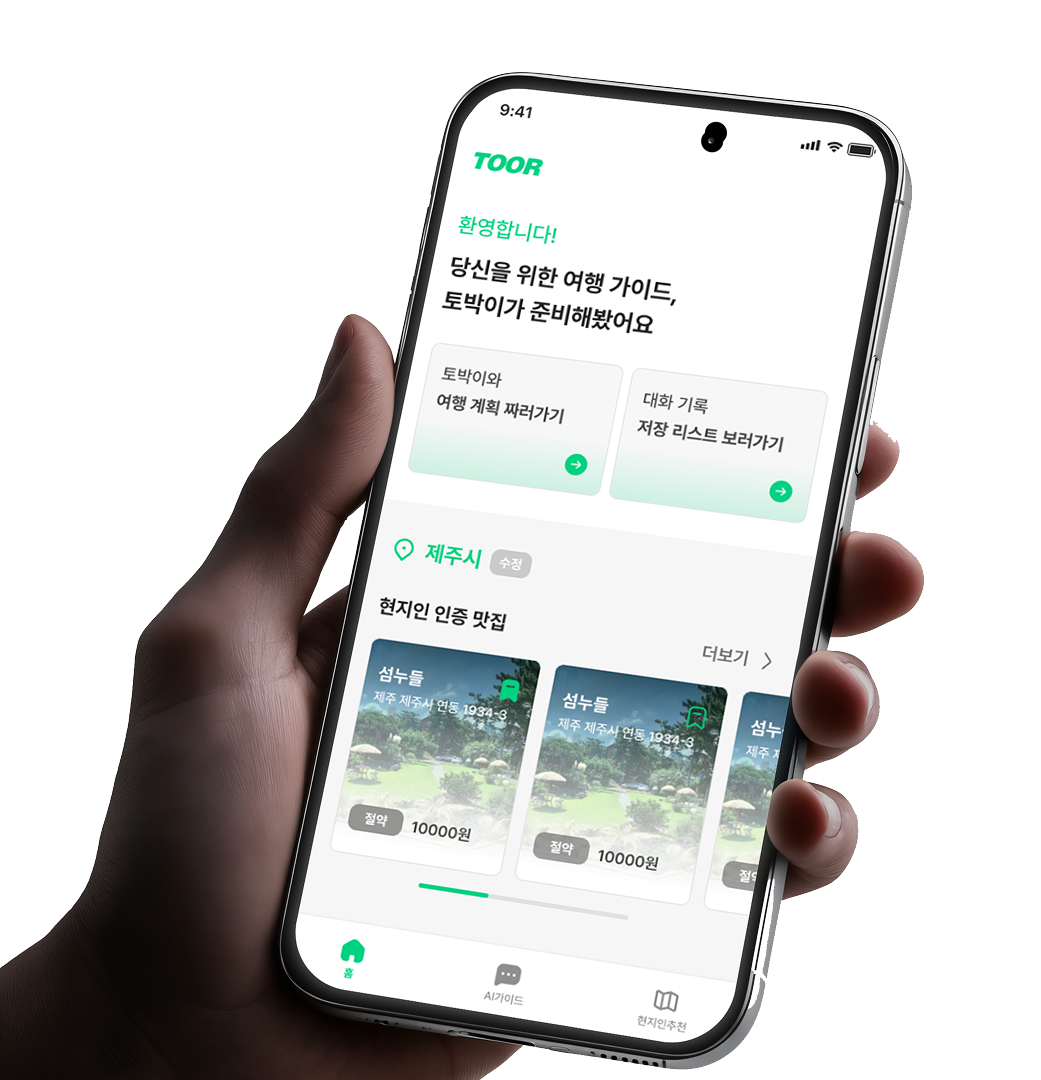 9:41
TOOR
환영합니다!
당신을 위한 여행 가이드,
토박이가 준비해봤어요
토박이와
여행 계획 짜러가기
대화 기록
저장 리스트 보러가기
제주시
수정
현지인 인증 맛집
더보기
섬누들
제주 제주시 연동 1934-3
절약
10000원
섬누들
제주 제주시 연동 1934-3
절약
10000원
섬누
제주 제
절약
홈
AI가이드
현지인추천